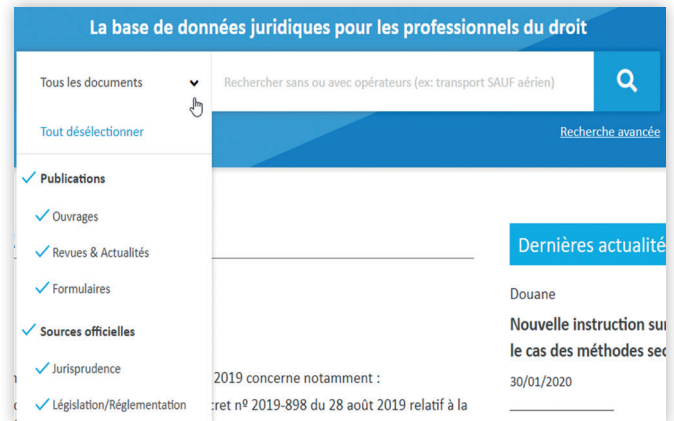 La base de données juridiques pour les professionnels du droit
Tous les documents
Rechercher sans ou avec opérateurs (ex: transport SAUF aérien)
Tout désélectionner
Recherche avancée
Publications
Ouvrages
Revues & Actualités
Formulaires
Sources officielles
Jurisprudence
Législation/Réglementation
2019 concerne notamment :
cret nº 2019-898 du 28 août 2019 relatif à la
Dernières actualité
Douane
Nouvelle instruction sur
le cas des méthodes sec
30/01/2020